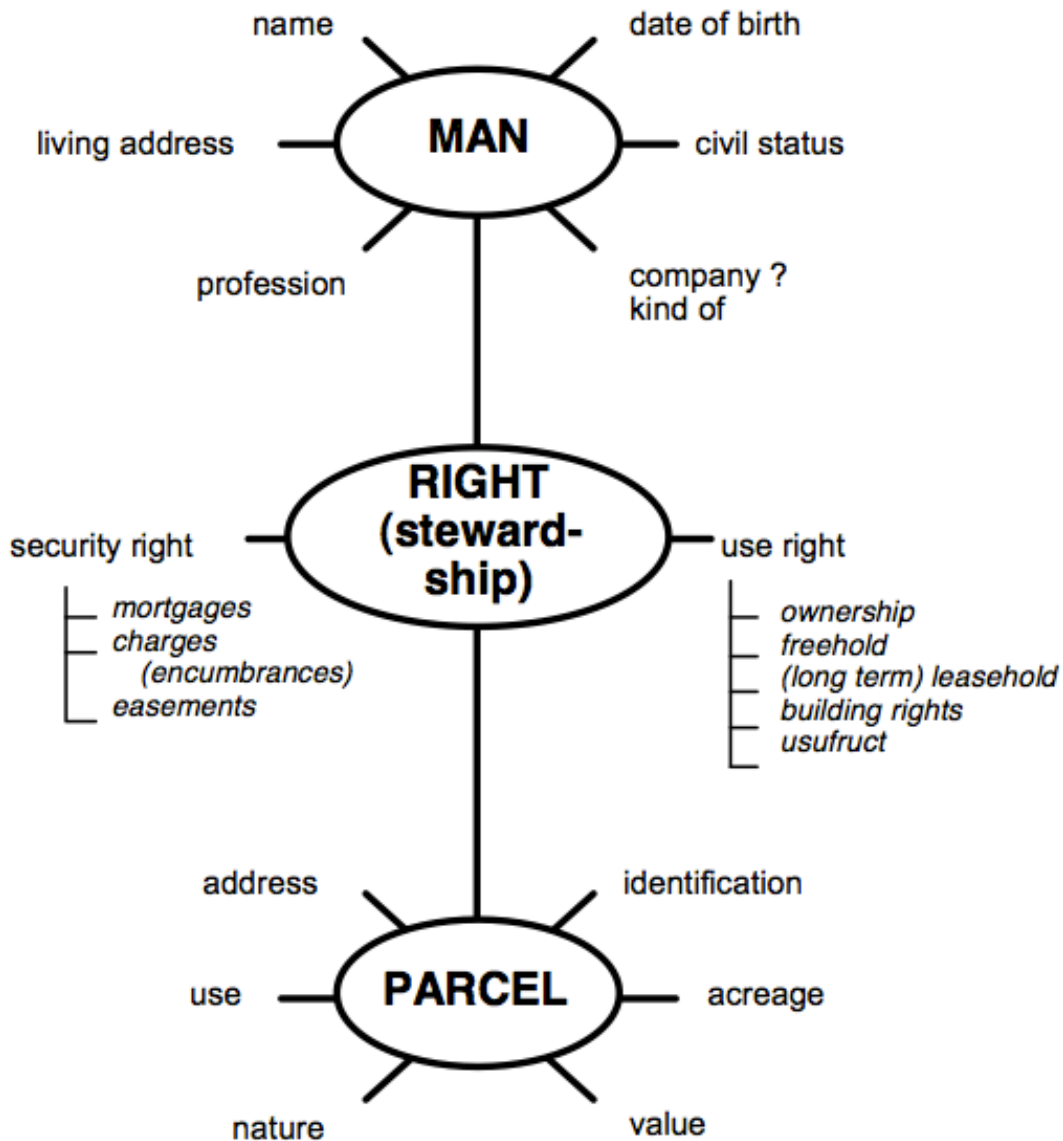 name
date of birth
MAN
living address
civil status
profession
company ?
kind of
RIGHT
(steward-
ship)
security right
use right
mortgages
charges
(encumbrances)
easements
ownership
freehold
(long term) leasehold
building rights
usufruct
address
identification
PARCEL
use
acreage
nature
value